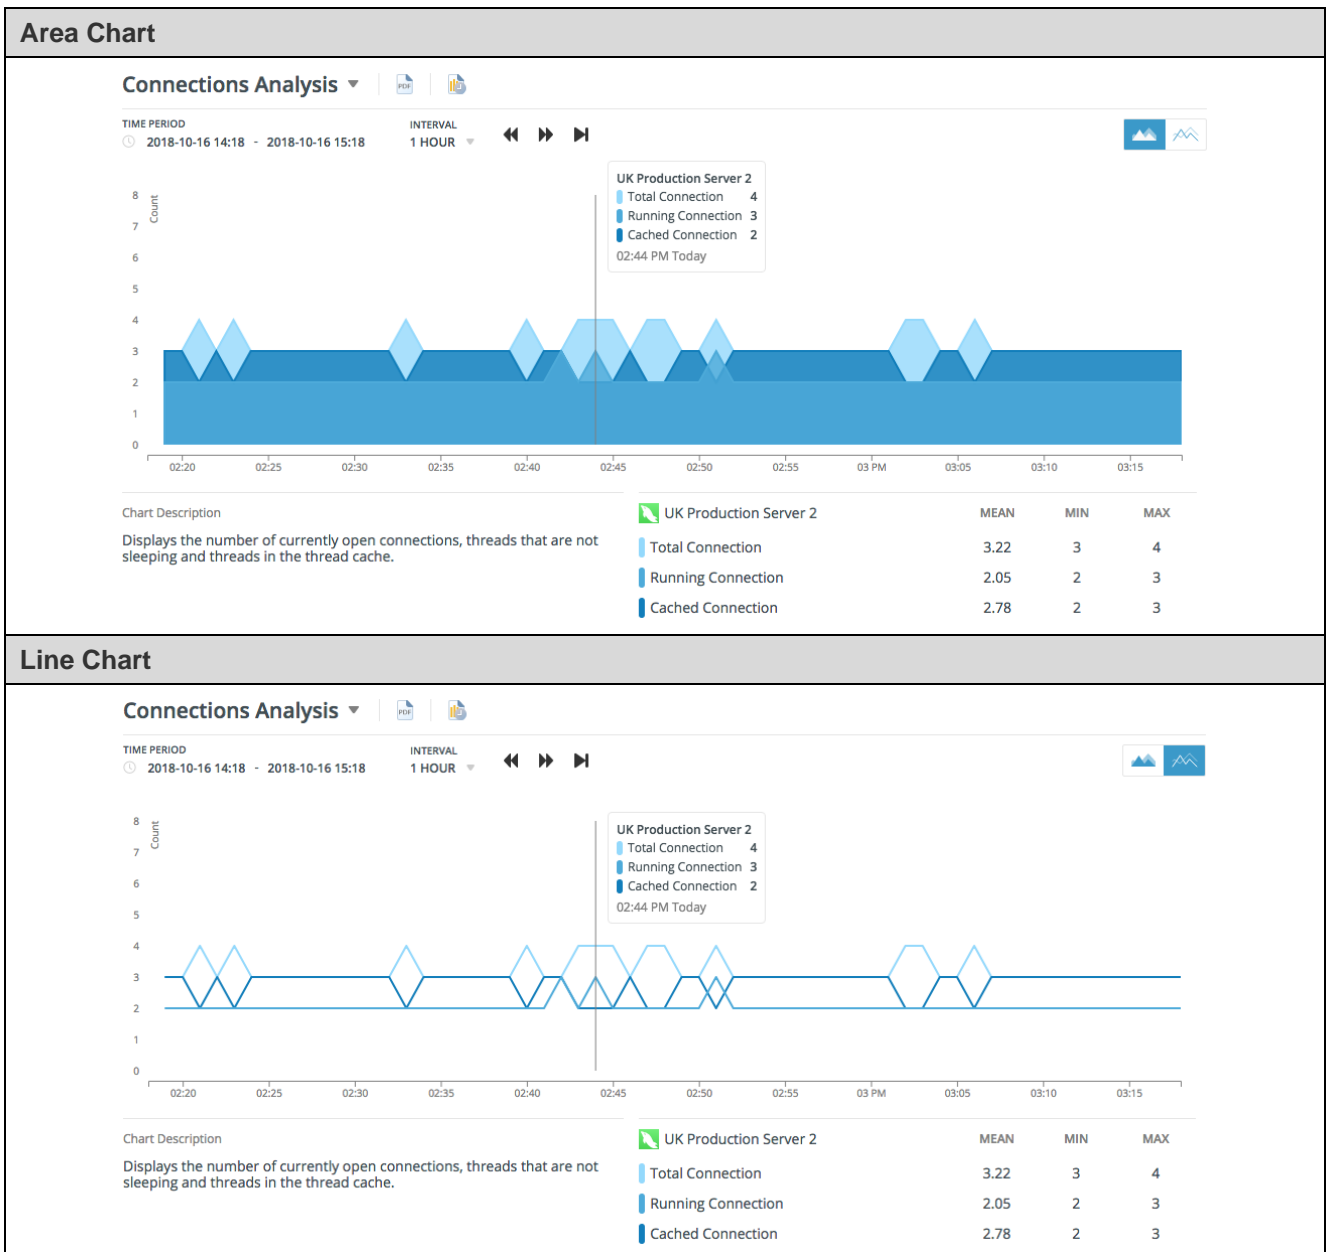 Area Chart
Connections Analysis
PDF
TIME PERIOD
INTERVAL
2018-10-16 14:18 - 2018-10-16 15:18
1 HOUR
UK Production Server 2
Total Connection 4
Running Connection 3
Cached Connection 2
02:44 PM Today
Count
8
7
6
5
4
3
2
1
0
02:20 02:25 02:30 02:35 02:40 02:45 02:50 02:55 03 PM 03:05 03:10 03:15
Chart Description
Displays the number of currently open connections, threads that are not
sleeping and threads in the thread cache.
UK Production Server 2 MEAN MIN MAX
Total Connection 3.22 3 4
Running Connection 2.05 2 3
Cached Connection 2.78 2 3
Line Chart
Connections Analysis
PDF
TIME PERIOD
INTERVAL
2018-10-16 14:18 - 2018-10-16 15:18
1 HOUR
UK Production Server 2
Total Connection 4
Running Connection 3
Cached Connection 2
02:44 PM Today
Count
8
7
6
5
4
3
2
1
0
02:20 02:25 02:30 02:35 02:40 02:45 02:50 02:55 03 PM 03:05 03:10 03:15
Chart Description
Displays the number of currently open connections, threads that are not
sleeping and threads in the thread cache.
UK Production Server 2 MEAN MIN MAX
Total Connection 3.22 3 4
Running Connection 2.05 2 3
Cached Connection 2.78 2 3